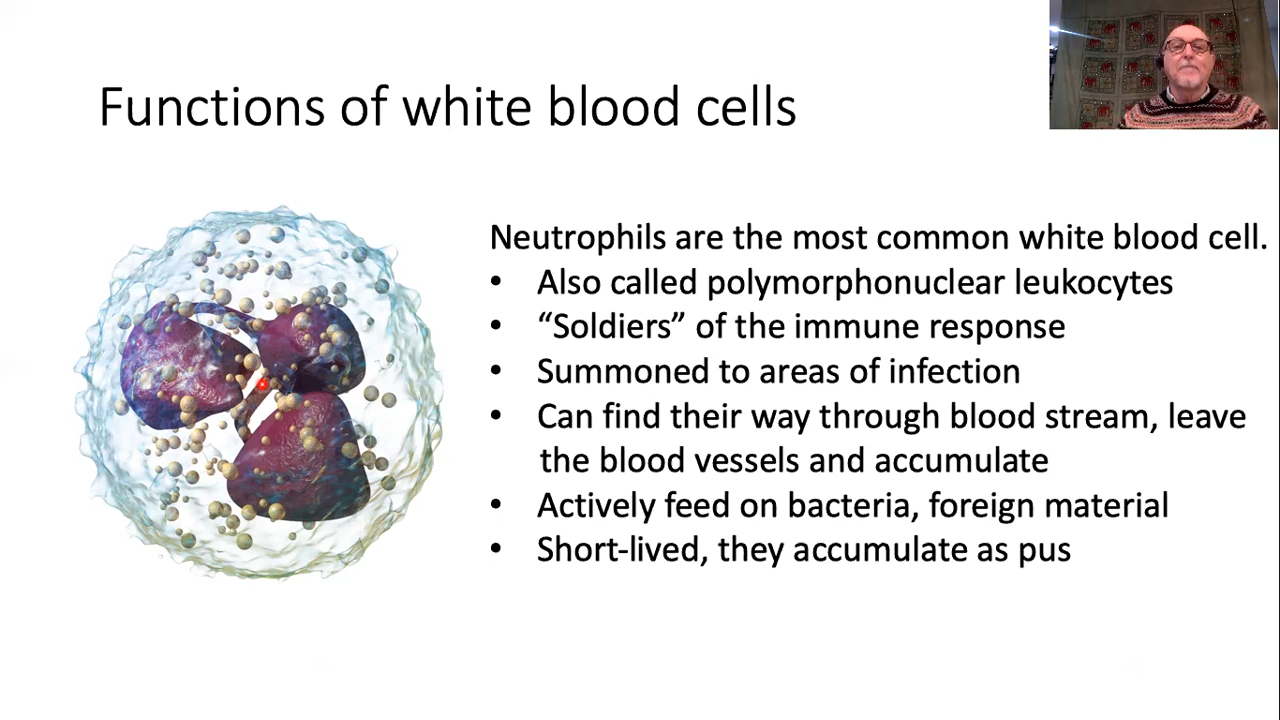 Functions of white blood cells
Neutrophils are the most common white blood cell.
• Also called polymorphonuclear leukocytes
• “Soldiers” of the immune response
• Summoned to areas of infection
• Can find their way through blood stream, leave
the blood vessels and accumulate
• Actively feed on bacteria, foreign material
• Short-lived, they accumulate as pus